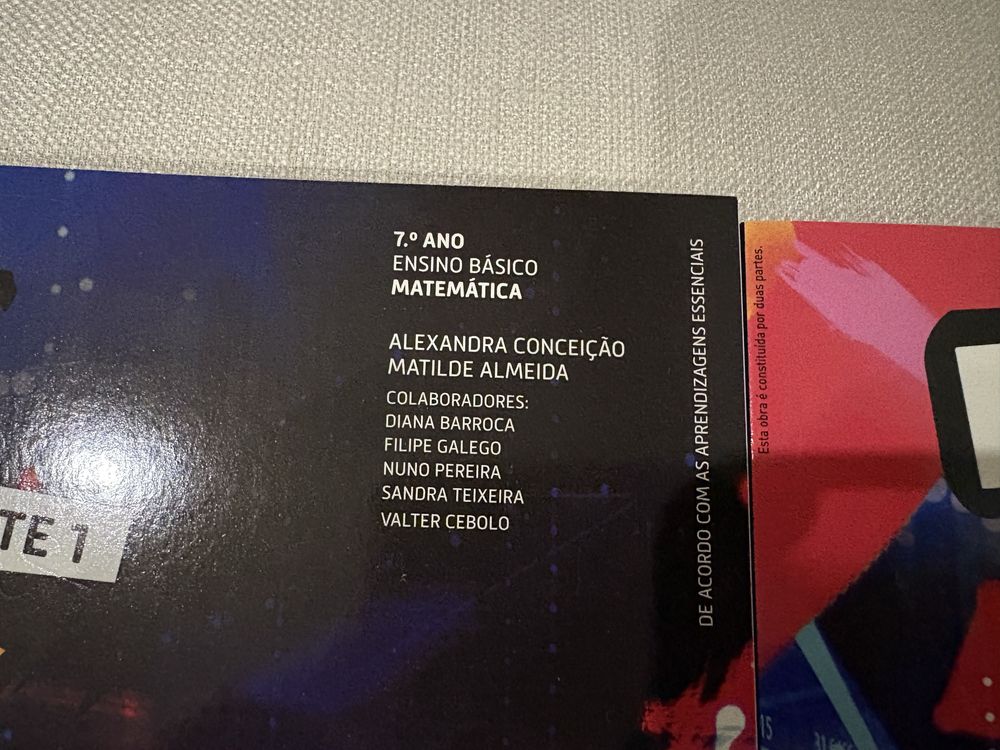 7.º ANO
ENSINO BÁSICO
MATEMÁTICA
ALEXANDRA CONCEIÇÃO
MATILDE ALMEIDA
COLABORADORES:
DIANA BARROCA
FILIPE GALEGO
NUNO PEREIRA
SANDRA TEIXEIRA
VALTER CEBOLO
DE ACORDO COM AS APRENDIZAGENS ESSENCIAIS
TE 1
Esta obra é constituída por duas partes.
15